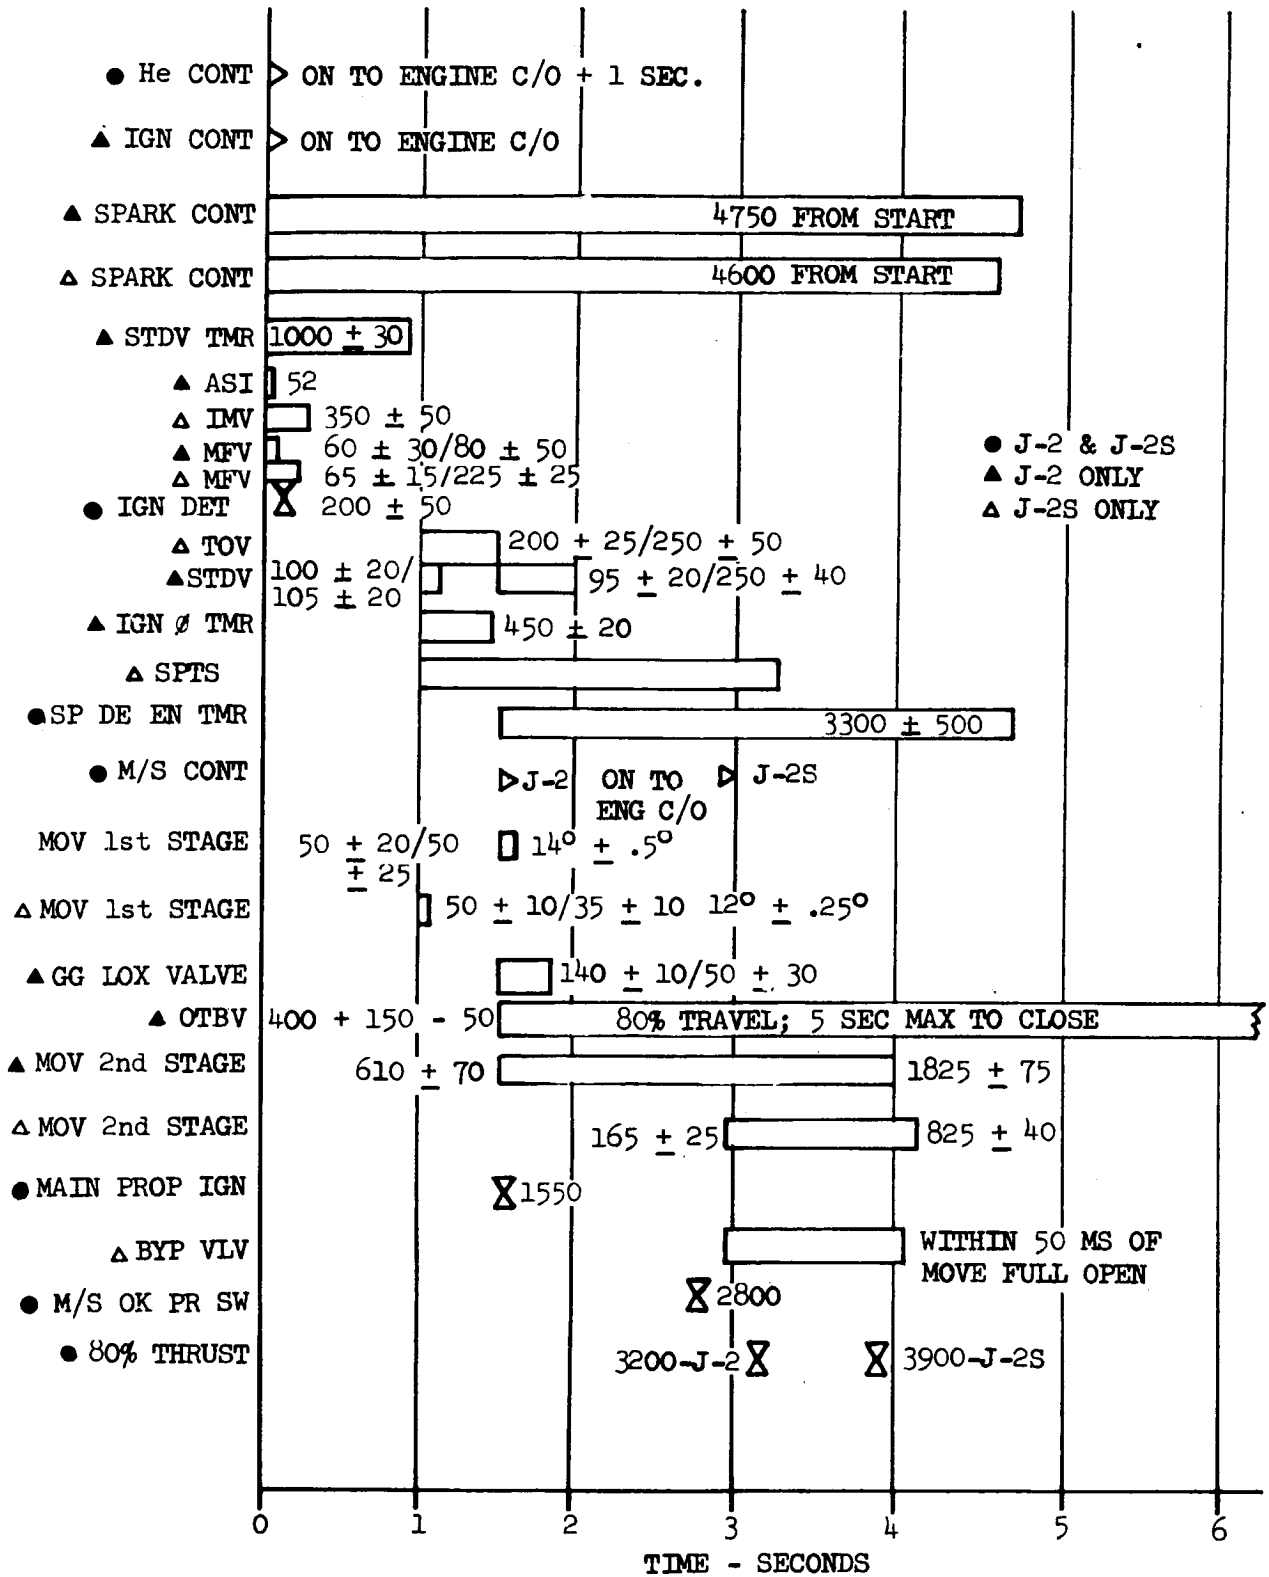 ● He CONT ON TO ENGINE C/O + 1 SEC.
▲ IGN CONT ON TO ENGINE C/O
▲ SPARK CONT 4750 FROM START
△ SPARK CONT 4600 FROM START
▲ STDV TMR 1000 ± 30
▲ ASI 52
△ IMV 350 ± 50
▲ MFV 60 ± 30/80 ± 50
△ MFV 65 ± 15/225 ± 25
● IGN DET 200 ± 50
● J-2 & J-2S
▲ J-2 ONLY
△ J-2S ONLY
△ TOV 200 ± 25/250 ± 50
▲ STDV 100 ± 20/
105 ± 20
95 ± 20/250 ± 40
▲ IGN Ø TMR 450 ± 20
△ SPTS
● SP DE EN TMR 3300 ± 500
● M/S CONT J-2 ON TO
ENG C/O
J-2S
MOV 1st STAGE 50 ± 20/50
± 25
14° ± .5°
△ MOV 1st STAGE 50 ± 10/35 ± 10 12° ± .25°
▲ GG LOX VALVE 140 ± 10/50 ± 30
▲ OTBV 400 + 150 - 50 80% TRAVEL; 5 SEC MAX TO CLOSE
▲ MOV 2nd STAGE 610 ± 70 1825 ± 75
△ MOV 2nd STAGE 165 ± 25 825 ± 40
● MAIN PROP IGN 1550
△ BYP VLV WITHIN 50 MS OF
MOVE FULL OPEN
● M/S OK PR SW 2800
● 80% THRUST 3200-J-2 3900-J-2S
0 1 2 3 4 5 6
TIME - SECONDS